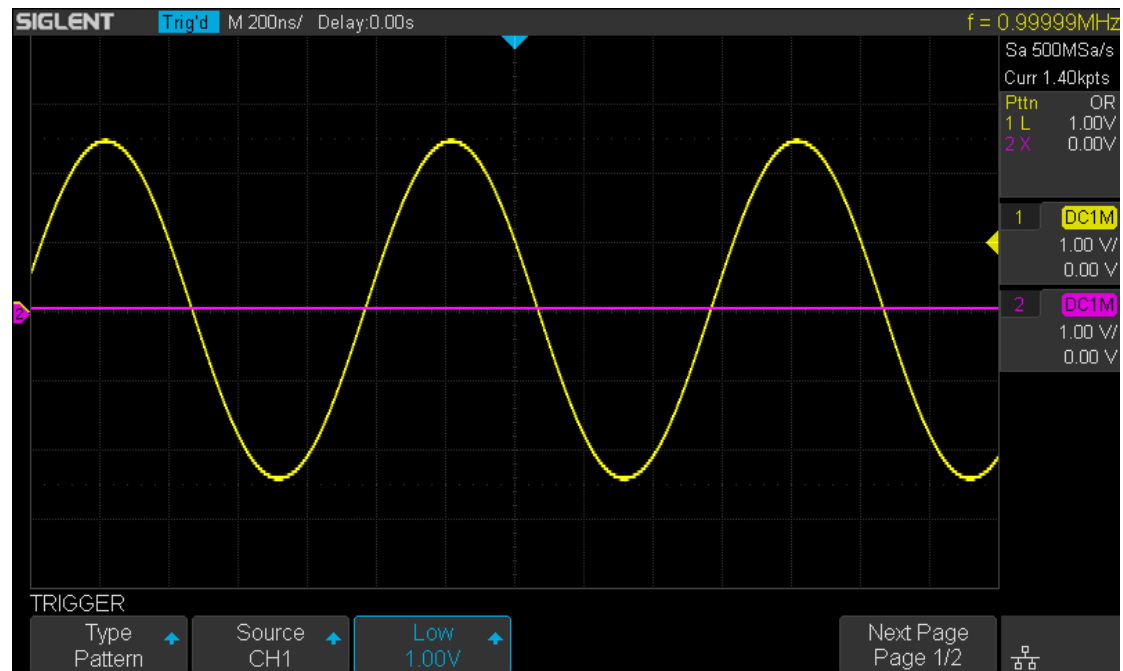 SIGLENT Trig'd M 200ns/ Delay:0.00s f = 0.99999MHz
Sa 500MSa/s
Curr 1.40kpts
Pttn OR
1 L 1.00V
2 X 0.00V
1 DC1M
1.00 V/
0.00 V
2 DC1M
1.00 V/
0.00 V
2
TRIGGER
Type Source Low Next Page
Pattern CH1 1.00V Page 1/2